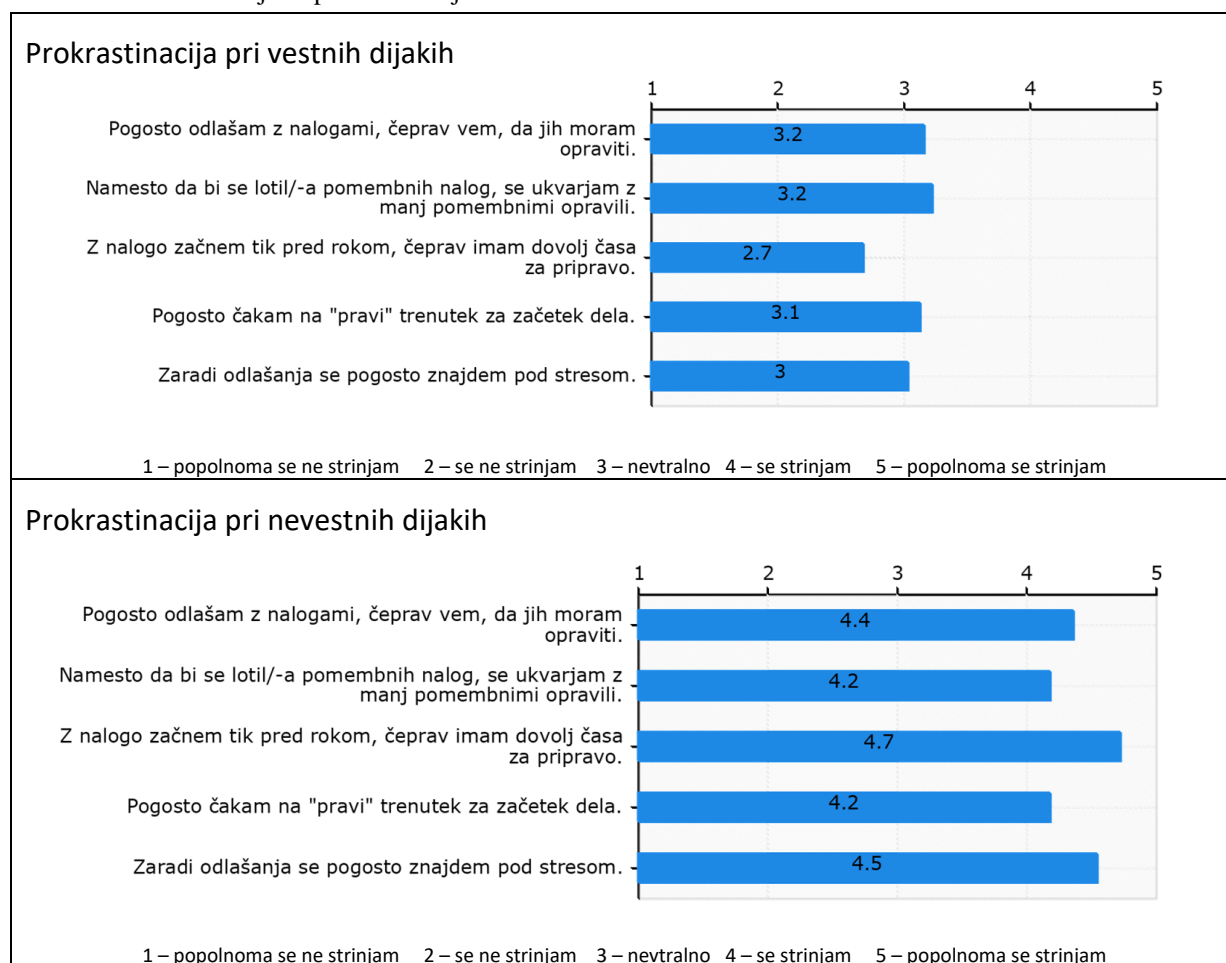 Prokrastinacija pri vestnih dijakih
1 2 3 4 5
Pogosto odlašam z nalogami, čeprav vem, da jih moram
opraviti.
3.2
Namesto da bi se lotil/-a pomembnih nalog, se ukvarjam z
manj pomembnimi opravili.
3.2
Z nalogo začnem tik pred rokom, čeprav imam dovolj časa
za pripravo.
2.7
Pogosto čakam na "pravi" trenutek za začetek dela.
3.1
Zaradi odlašanja se pogosto znajdem pod stresom.
3
1 – popolnoma se ne strinjam 2 – se ne strinjam 3 – nevtralno 4 – se strinjam 5 – popolnoma se strinjam
Prokrastinacija pri nevestnih dijakih
1 2 3 4 5
Pogosto odlašam z nalogami, čeprav vem, da jih moram
opraviti.
4.4
Namesto da bi se lotil/-a pomembnih nalog, se ukvarjam z
manj pomembnimi opravili.
4.2
Z nalogo začnem tik pred rokom, čeprav imam dovolj časa
za pripravo.
4.7
Pogosto čakam na "pravi" trenutek za začetek dela.
4.2
Zaradi odlašanja se pogosto znajdem pod stresom.
4.5
1 – popolnoma se ne strinjam 2 – se ne strinjam 3 – nevtralno 4 – se strinjam 5 – popolnoma se strinjam